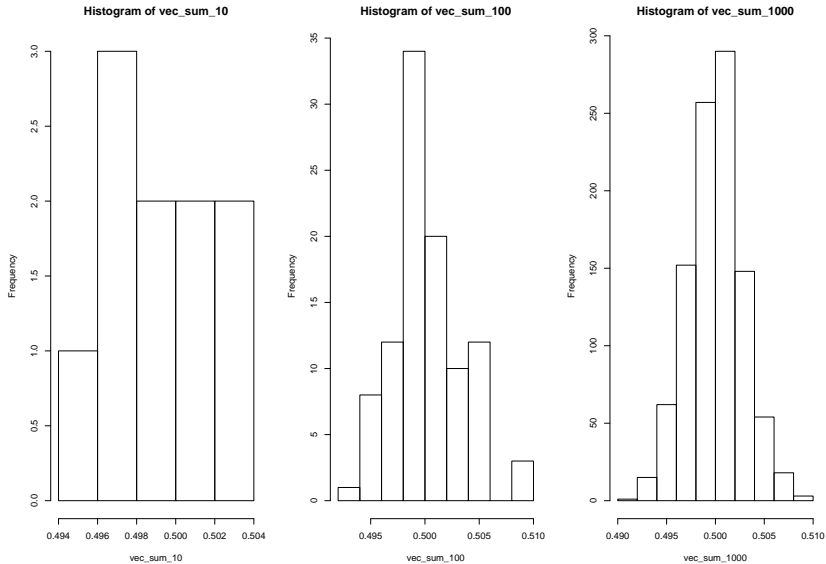 Histogram of vec_sum_10
Frequency
3.0
2.5
2.0
1.5
1.0
0.5
0.0
0.494 0.496 0.498 0.500 0.502 0.504
vec_sum_10
Histogram of vec_sum_100
Frequency
35
30
25
20
15
10
5
0
0.495 0.500 0.505 0.510
vec_sum_100
Histogram of vec_sum_1000
Frequency
300
250
200
150
100
50
0
0.490 0.495 0.500 0.505 0.510
vec_sum_1000